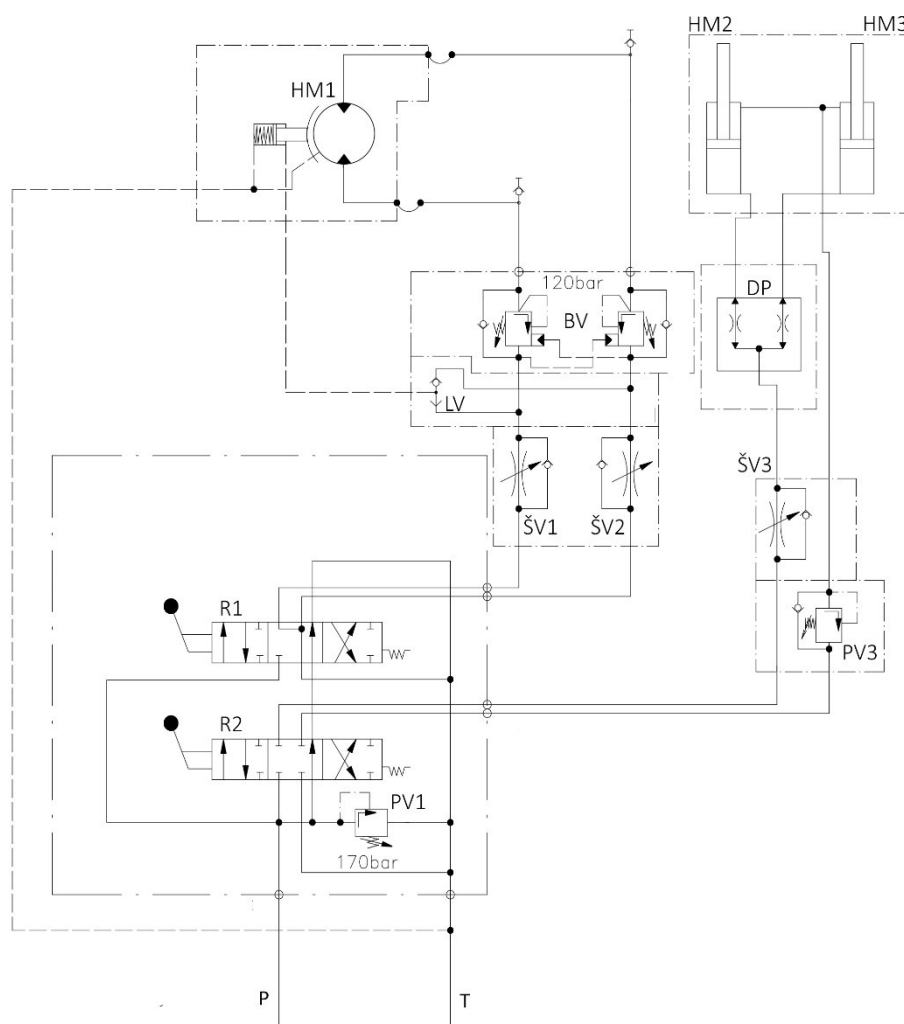 HM2
HM3
HM1
DP
120bar
BV
LV
ŠV3
ŠV1
ŠV2
R1
PV3
R2
PV1
170bar
P
T